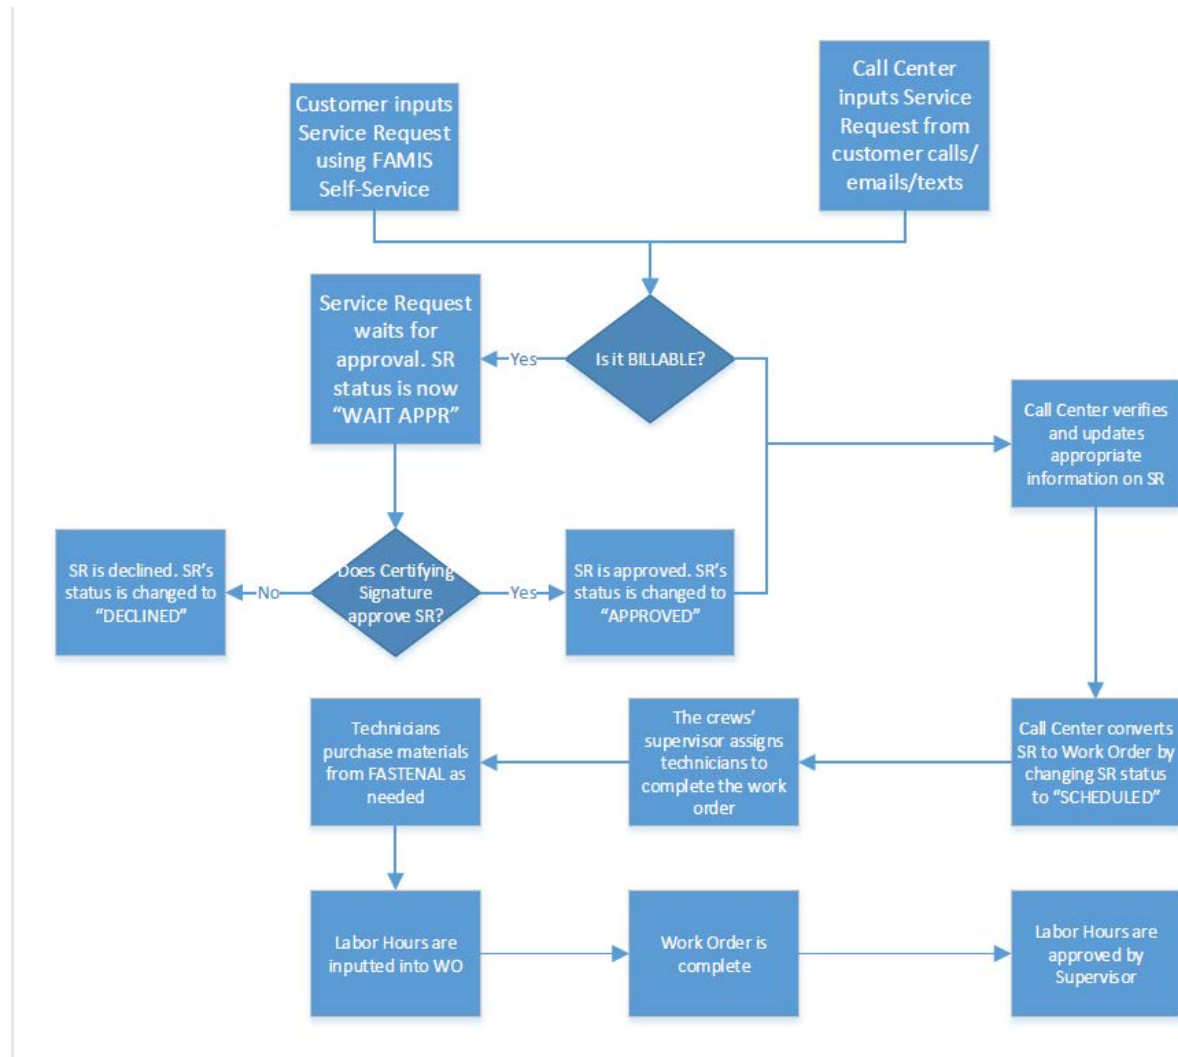 Customer inputs
Service Request
using FAMIS
Self-Service
Call Center
inputs Service
Request from
customer calls/
emails/texts
Service Request
waits for
approval. SR
status is now
“WAIT APPR”
Yes
Is it BILLABLE?
Call Center verifies
and updates
appropriate
information on SR
SR is declined. SR’s
status is changed to
“DECLINED”
No
Does Certifying
Signature
approve SR?
Yes
SR is approved. SR’s
status is changed to
“APPROVED”
Call Center converts
SR to Work Order by
changing SR status
to “SCHEDULED”
The crews’
supervisor assigns
technicians to
complete the work
order
Technicians
purchase materials
from FASTENAL as
needed
Labor Hours are
inputted into WO
Work Order is
complete
Labor Hours are
approved by
Supervisor